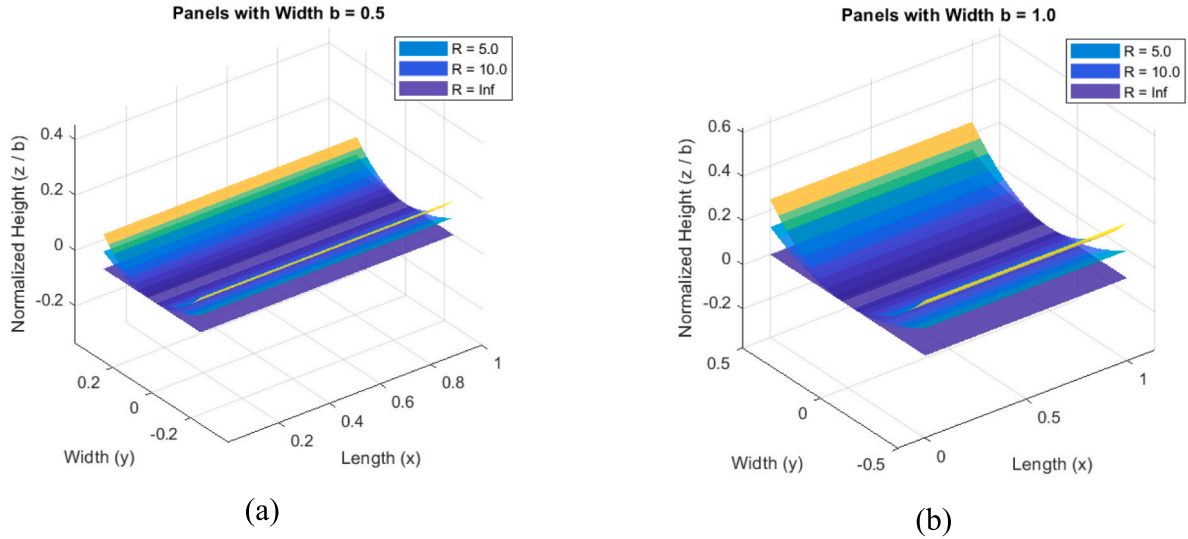 Panels with Width b = 0.5
R = 5.0
R = 10.0
R = Inf
Normalized Height (z / b)
0.4
0.2
0
-0.2
0.2
0
-0.2
Width (y)
0.2
0.4
0.6
0.8
1
Length (x)
(a)
Panels with Width b = 1.0
R = 5.0
R = 10.0
R = Inf
Normalized Height (z / b)
0.6
0.4
0.2
0
-0.2
0.5
0
-0.5
Width (y)
0
0.5
1
Length (x)
(b)